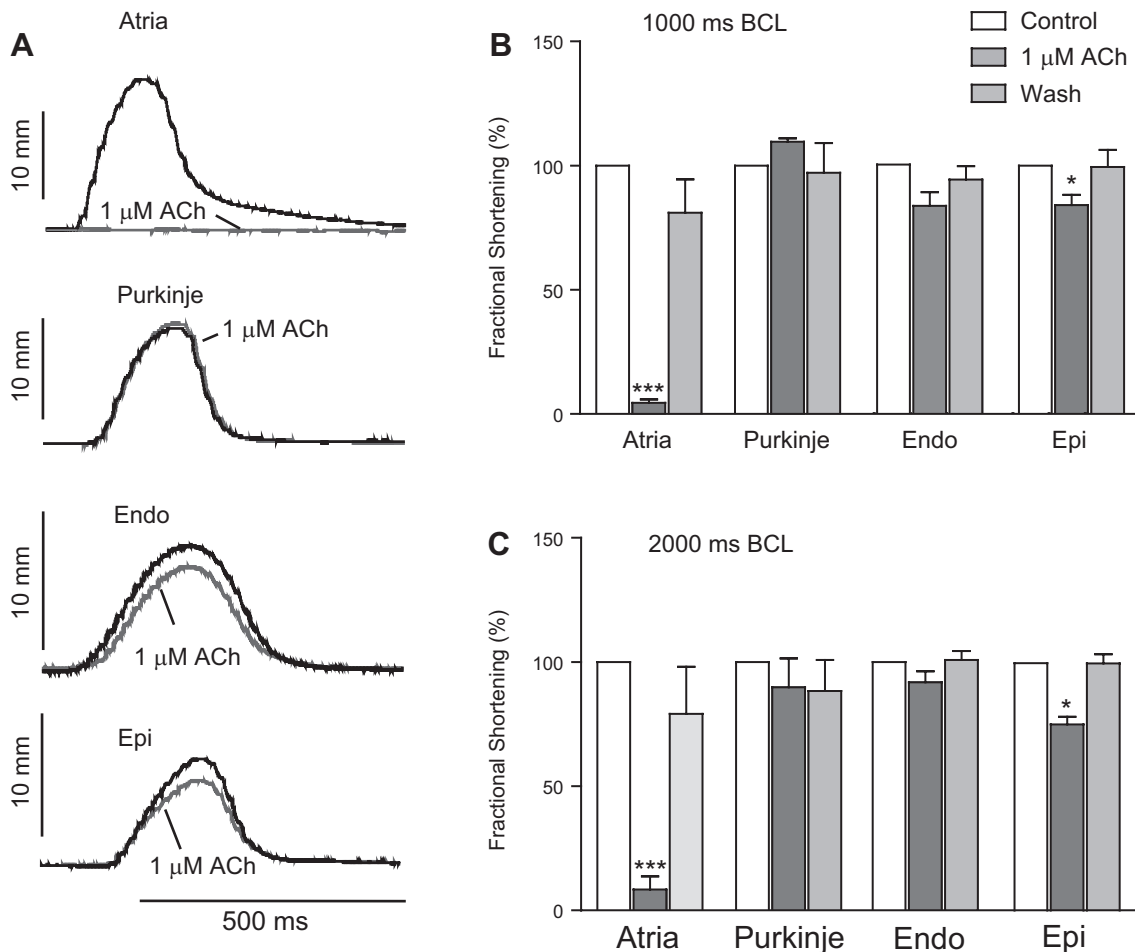 A
Atria
10 mm
1 μM ACh
Purkinje
10 mm
1 μM ACh
Endo
10 mm
1 μM ACh
Epi
10 mm
1 μM ACh
500 ms
B
1000 ms BCL
Control
1 μM ACh
Wash
Fractional Shortening (%)
150
100
50
0
***
*
Atria Purkinje Endo Epi
C
2000 ms BCL
Fractional Shortening (%)
150
100
50
0
***
*
Atria Purkinje Endo Epi